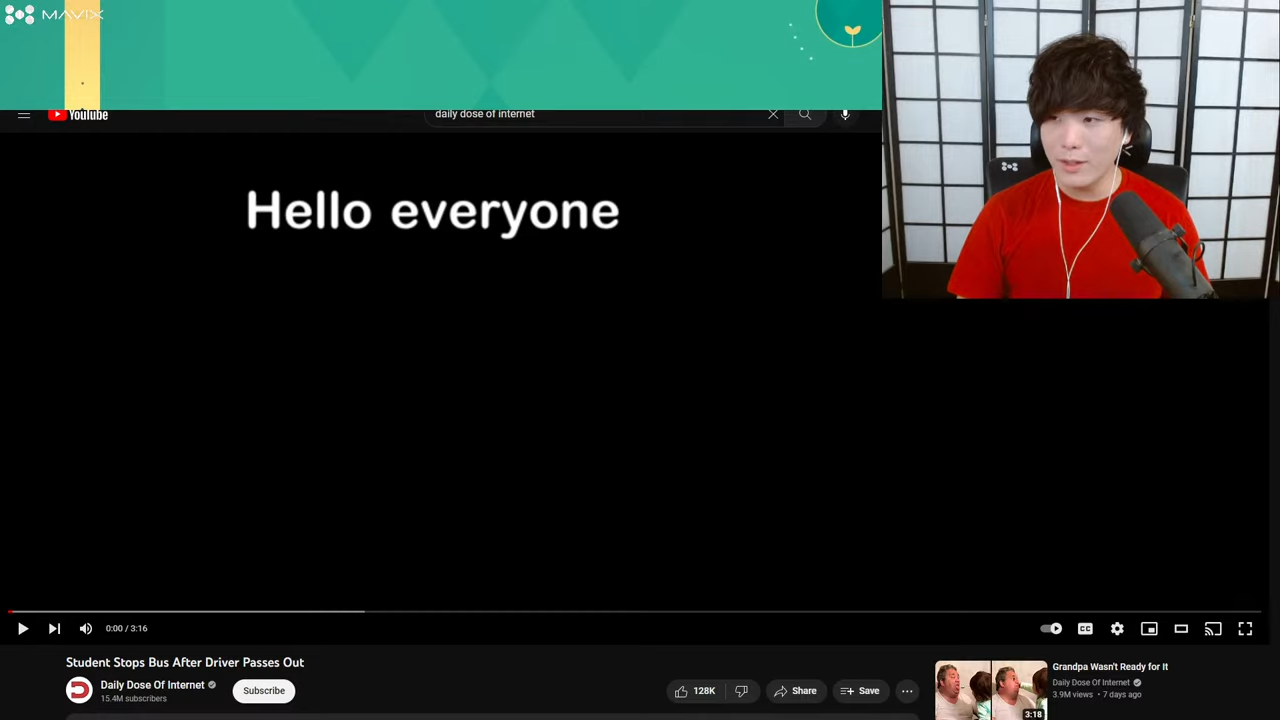 MAVIX
YouTube
daily dose of internet
Hello everyone
0:00 / 3:16
CC
Student Stops Bus After Driver Passes Out
Daily Dose Of Internet
15.4M subscribers
Subscribe
128K
Share
Save
Grandpa Wasn't Ready for It
Daily Dose Of Internet
3.9M views • 7 days ago
3:18